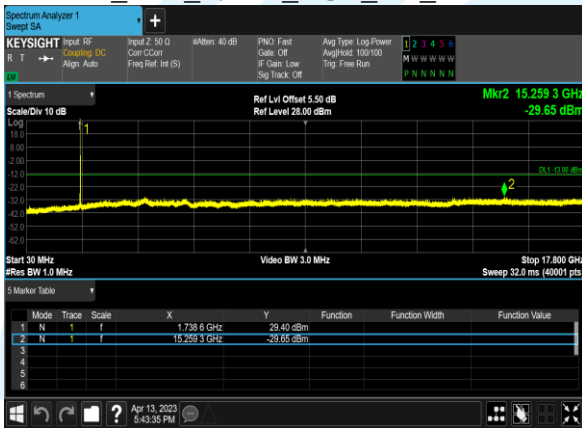 Spectrum Analyzer 1
Swept SA
+
KEYSIGHT Input: RF Input Z: 50 Ω #Atten: 40 dB PNO: Fast Avg Type: Log-Power 1 2 3 4 5 6
R T Coupling: DC Corr CCorr Gate: Off Avg|Hold: 100/100 M W W W W W
Align: Auto Freq Ref: Int (S) IF Gain: Low Trig: Free Run
LV Sig Track: Off P N N N N N
1 Spectrum Ref Lvl Offset 5.50 dB Mkr2 15.259 3 GHz
Scale/Div 10 dB Ref Level 28.00 dBm -29.65 dBm
Log
1
18.0
8.00
-2.00
DL1 -13.00 dBm
-12.0
2
-22.0
-32.0
-42.0
-52.0
-62.0
Start 30 MHz Video BW 3.0 MHz Stop 17.800 GHz
#Res BW 1.0 MHz Sweep 32.0 ms (40001 pts)
5 Marker Table
Mode Trace Scale X Y Function Function Width Function Value
1 N 1 f 1.738 6 GHz 29.40 dBm
2 N 1 f 15.259 3 GHz -29.65 dBm
3
4
5
6
? Apr 13, 2023
5:43:35 PM